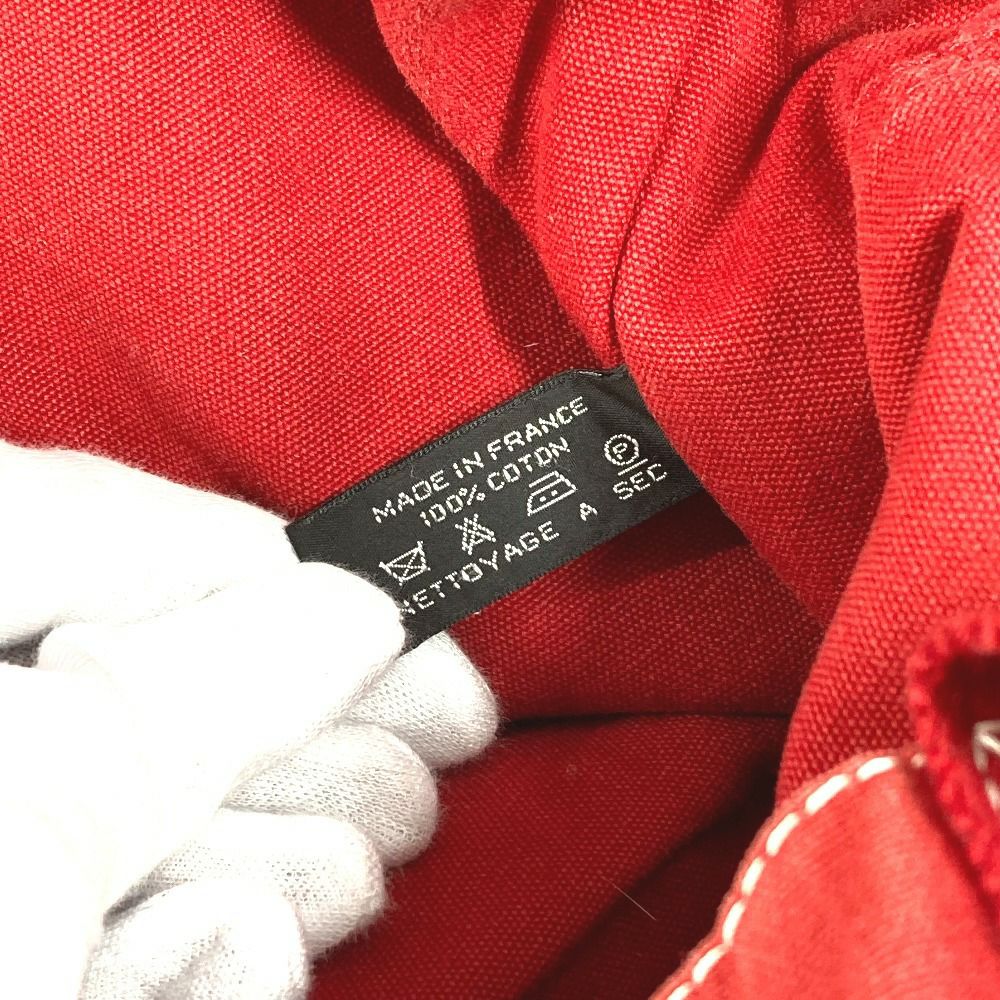 MADE IN FRANCE
100% COTON
P
NETTOYAGE A SEC